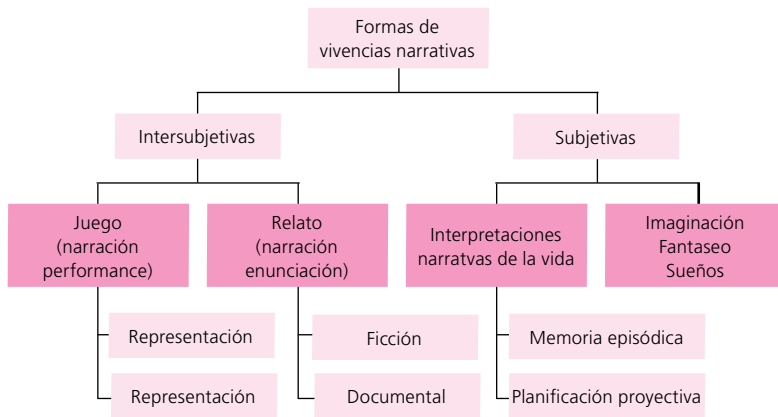 Formas de
vivencias narrativas
Intersubjetivas
Subjetivas
Juego
(narración
performance)
Relato
(narración
enunciación)
Interpretaciones
narratvas de la vida
Imaginación
Fantaseo
Sueños
Representación
Ficción
Memoria episódica
Representación
Documental
Planificación proyectiva